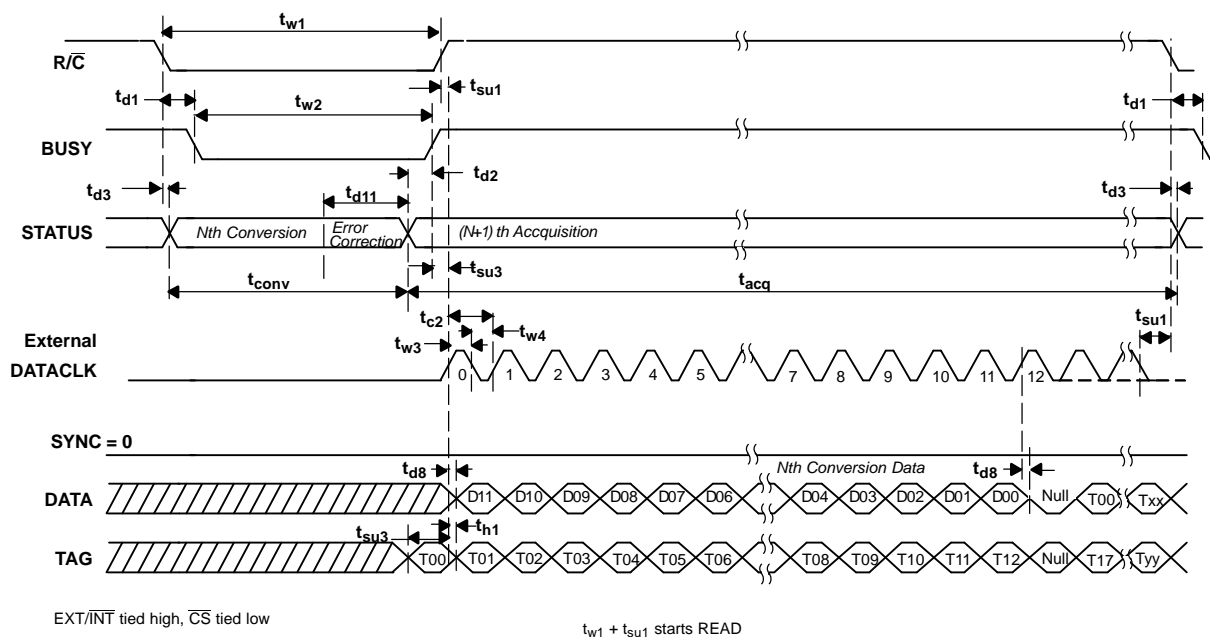 tw1
R/C
tsu1
td1
tw2
td1
BUSY
td2
td3
td11
td3
STATUS
Nth Conversion
Error Correction
(N+1) th Accquisition
tsu3
tconv
tacq
tc2
tw4
tsu1
External
tw3
DATACLK
0 1 2 3 4 5 7 8 9 10 11 12
SYNC = 0
td8
Nth Conversion Data
td8
DATA
D11 D10 D09 D08 D07 D06 D04 D03 D02 D01 D00 Null T00 Txx
tsu3
th1
TAG
T00 T01 T02 T03 T04 T05 T06 T08 T09 T10 T11 T12 Null T17 Tyy
EXT/INT tied high, CS tied low
tw1 + tsu1 starts READ